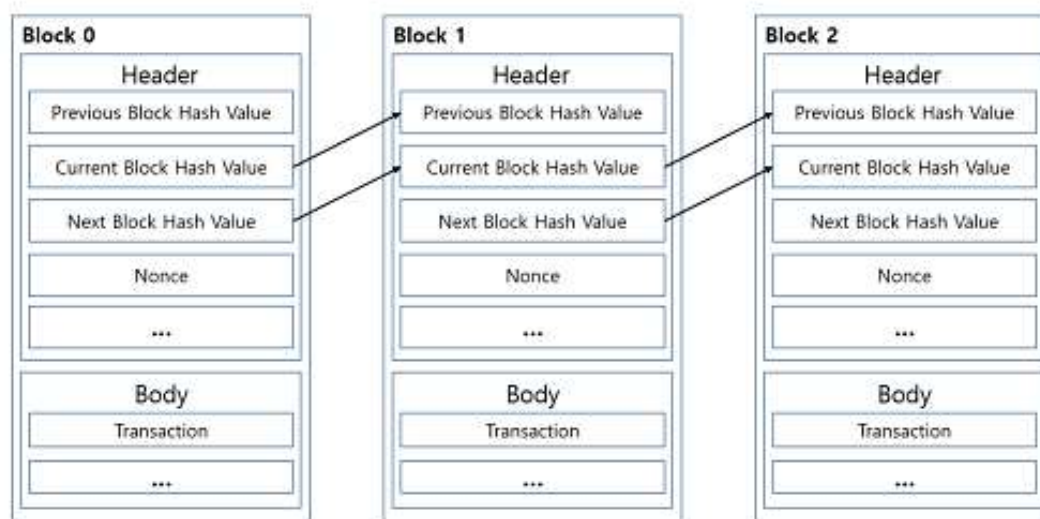 Block 0
Header
Previous Block Hash Value
Current Block Hash Value
Next Block Hash Value
Nonce
...
Body
Transaction
...
Block 1
Header
Previous Block Hash Value
Current Block Hash Value
Next Block Hash Value
Nonce
...
Body
Transaction
...
Block 2
Header
Previous Block Hash Value
Current Block Hash Value
Next Block Hash Value
Nonce
...
Body
Transaction
...